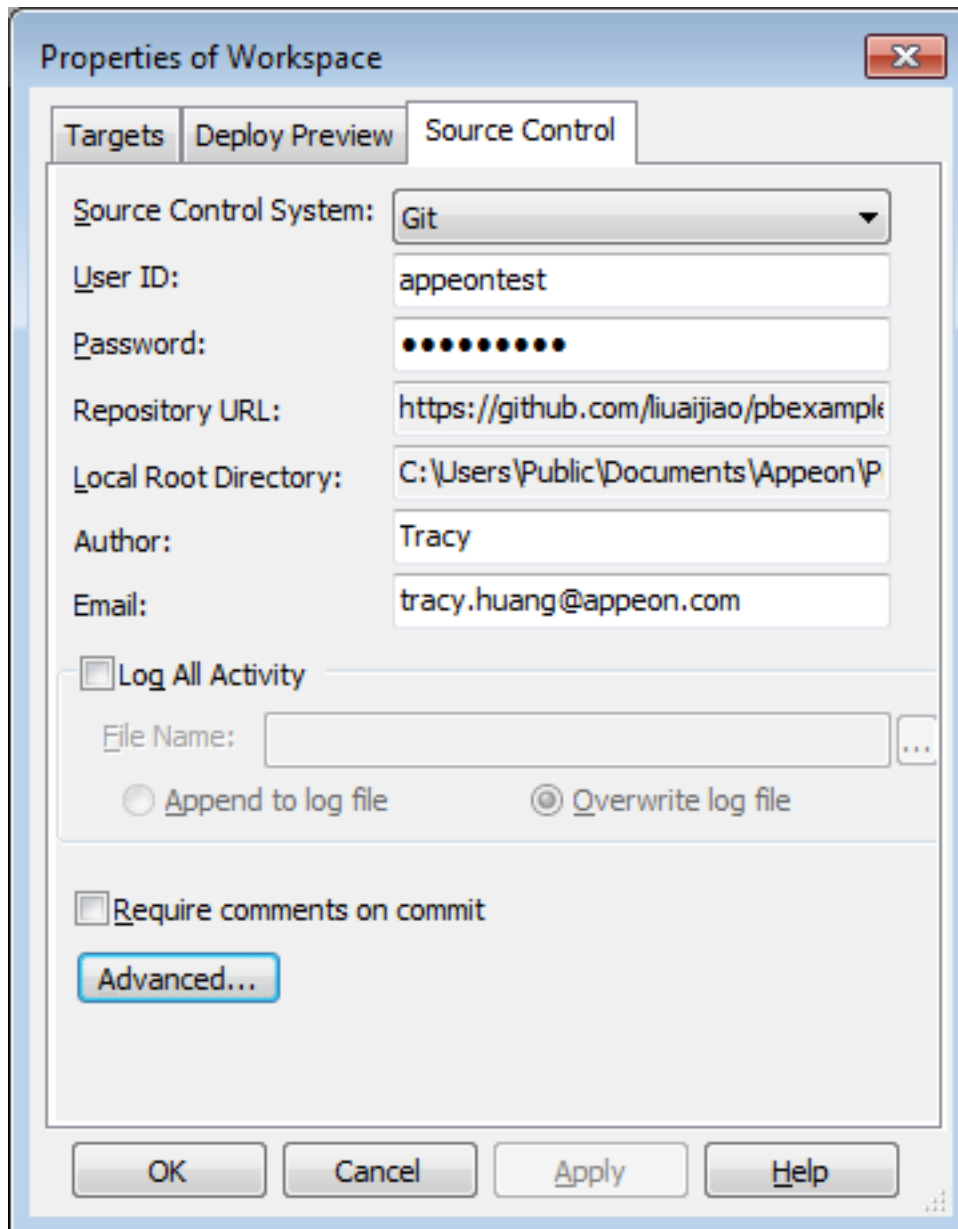 Properties of Workspace
Targets Deploy Preview Source Control
Source Control System: Git
User ID: appeontest
Password: ●●●●●●●●●
Repository URL: https://github.com/liuaijiao/pbexample
Local Root Directory: C:\Users\Public\Documents\Appeon\P
Author: Tracy
Email: tracy.huang@appeon.com
Log All Activity
File Name: ...
Append to log file Overwrite log file
Require comments on commit
Advanced...
OK Cancel Apply Help